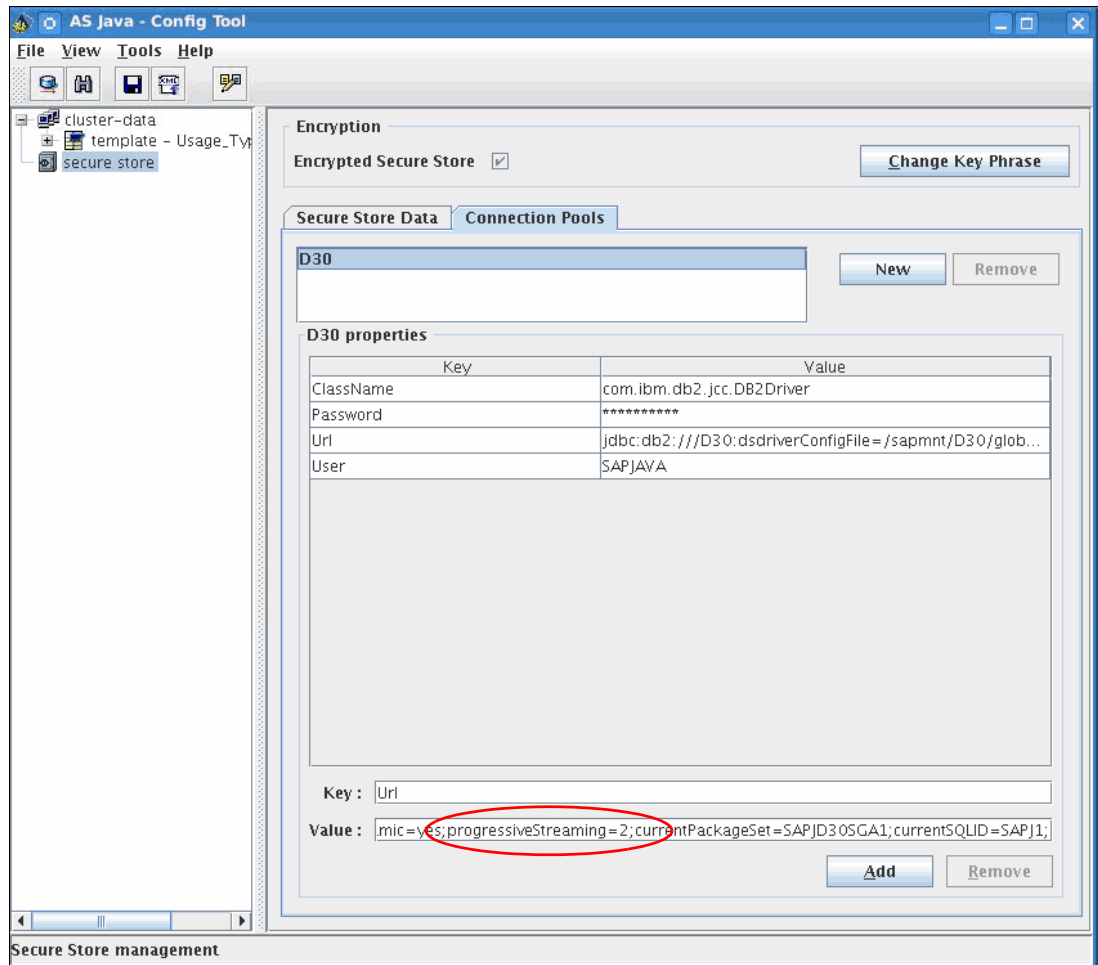 AS Java - Config Tool
File View Tools Help
cluster-data
template - Usage_Typ
secure store
Encryption
Encrypted Secure Store
Change Key Phrase
Secure Store Data
Connection Pools
D30
New
Remove
D30 properties
Key
Value
ClassName
com.ibm.db2.jcc.DB2Driver
Password
**********
Url
jdbc:db2:///D30:dsdriverConfigFile=/sapmnt/D30/glob...
User
SAPJAVA
Key :
Url
Value :
.mic=yes;progressiveStreaming=2;currentPackageSet=SAPJD30SGA1;currentSQLID=SAPJ1;
Add
Remove
Secure Store management